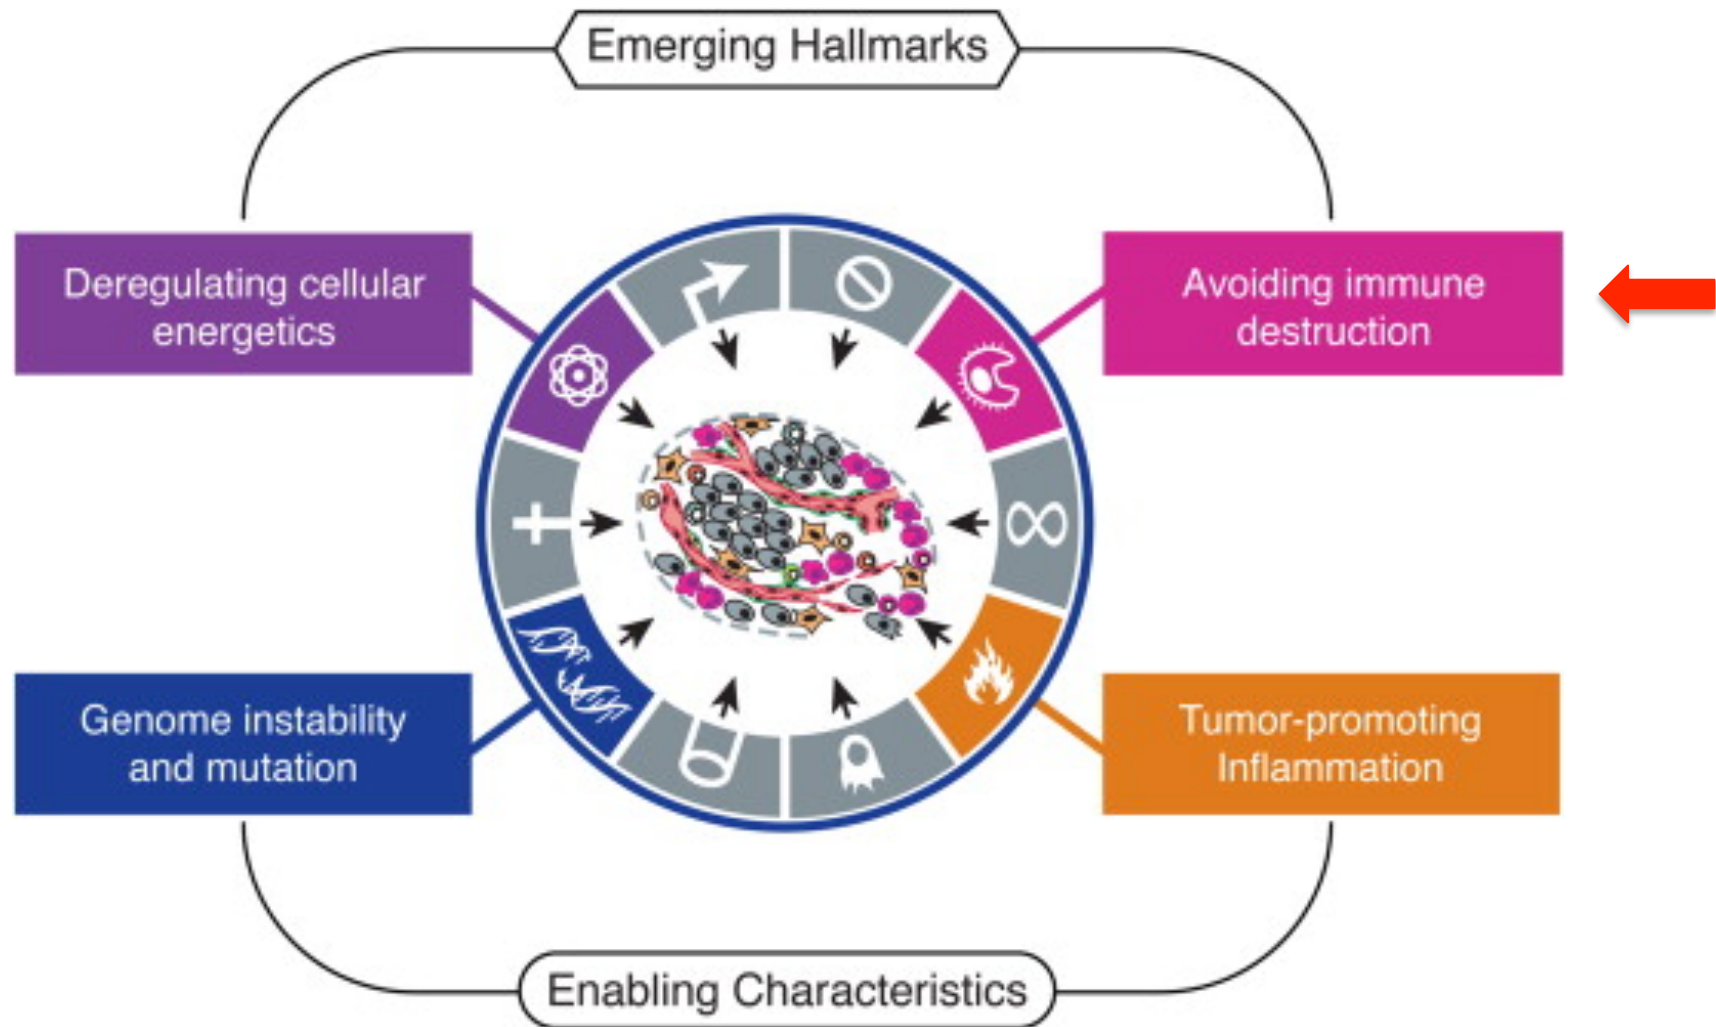 Emerging Hallmarks
Deregulating cellular
energetics
Avoiding immune
destruction
Genome instability
and mutation
Tumor-promoting
Inflammation
Enabling Characteristics